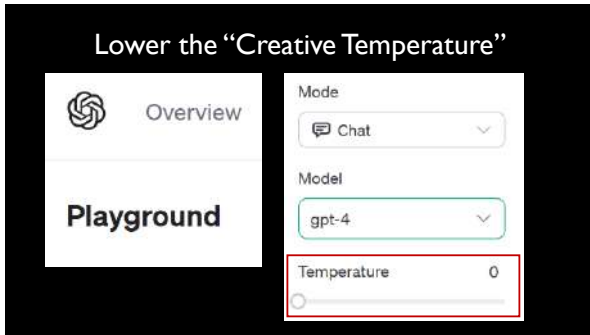 Lower the “Creative Temperature”
Overview
Playground
Mode
Chat
Model
gpt-4
Temperature 0